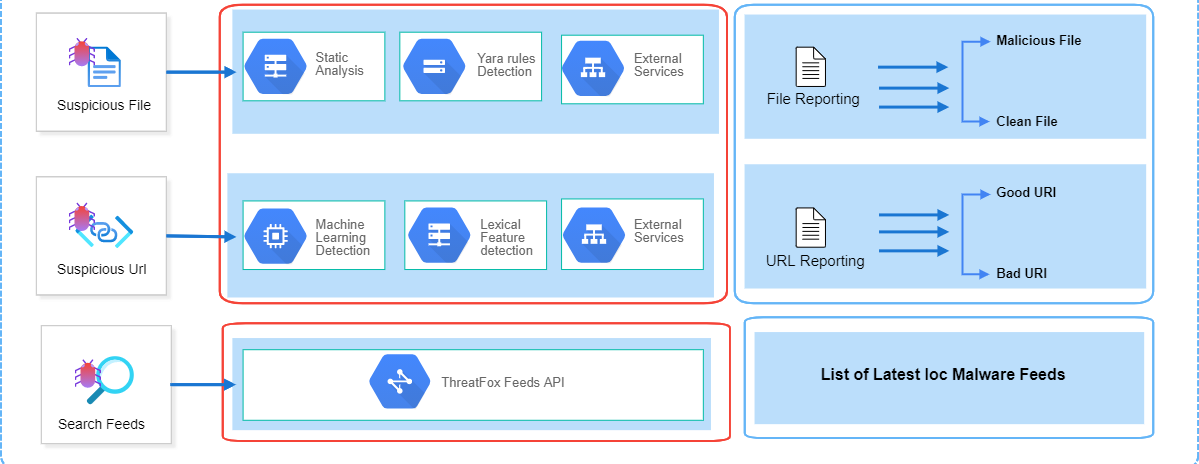 Suspicious File
Static
Analysis
Yara rules
Detection
External
Services
File Reporting
Malicious File
Clean File
Suspicious Url
Machine
Learning
Detection
Lexical
Feature
detection
External
Services
URL Reporting
Good URI
Bad URI
Search Feeds
ThreatFox Feeds API
List of Latest Ioc Malware Feeds